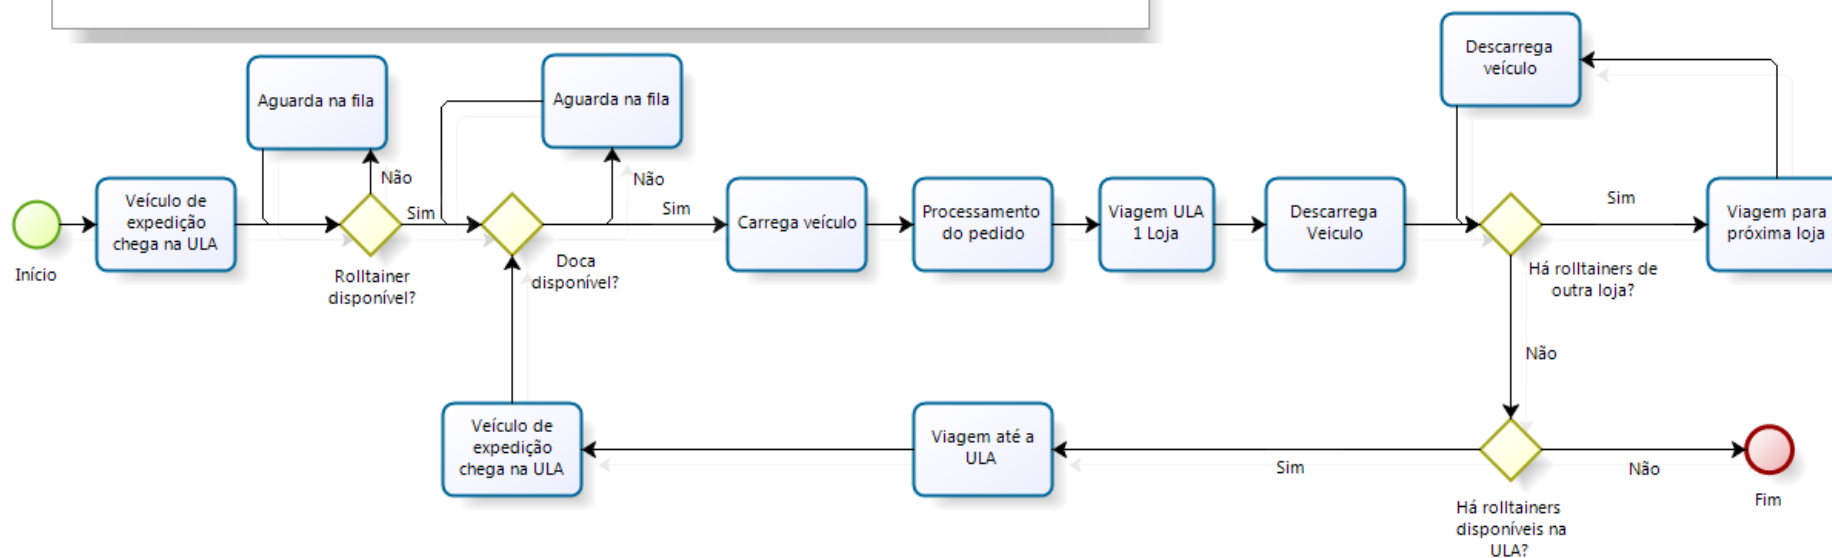 Início
Veículo de
expedição
chega na ULA
Aguarda na fila
Não
Sim
Rolltainer
disponível?
Aguarda na fila
Não
Sim
Doca
disponível?
Carrega veículo
Processamento
do pedido
Viagem ULA
1 Loja
Descarrega
Veiculo
Descarrega
veículo
Sim
Há rolltainers de
outra loja?
Viagem para
próxima loja
Não
Veículo de
expedição
chega na ULA
Viagem até a
ULA
Sim
Não
Há rolltainers
disponíveis na
ULA?
Fim